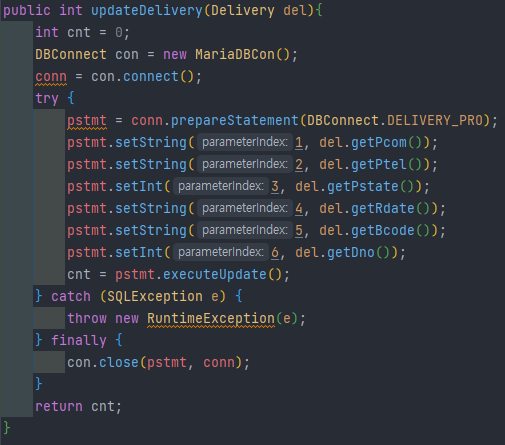 public int updateDelivery(Delivery del){
    int cnt = 0;
    DBConnect con = new MariaDBCon();
    conn = con.connect();
    try {
        pstmt = conn.prepareStatement(DBConnect.DELIVERY_PRO);
        pstmt.setString( parameterIndex: 1, del.getPcom());
        pstmt.setString( parameterIndex: 2, del.getPtel());
        pstmt.setInt( parameterIndex: 3, del.getPstate());
        pstmt.setString( parameterIndex: 4, del.getRdate());
        pstmt.setString( parameterIndex: 5, del.getBcode());
        pstmt.setInt( parameterIndex: 6, del.getDno());
        cnt = pstmt.executeUpdate();
    } catch (SQLException e) {
        throw new RuntimeException(e);
    } finally {
        con.close(pstmt, conn);
    }
    return cnt;
}